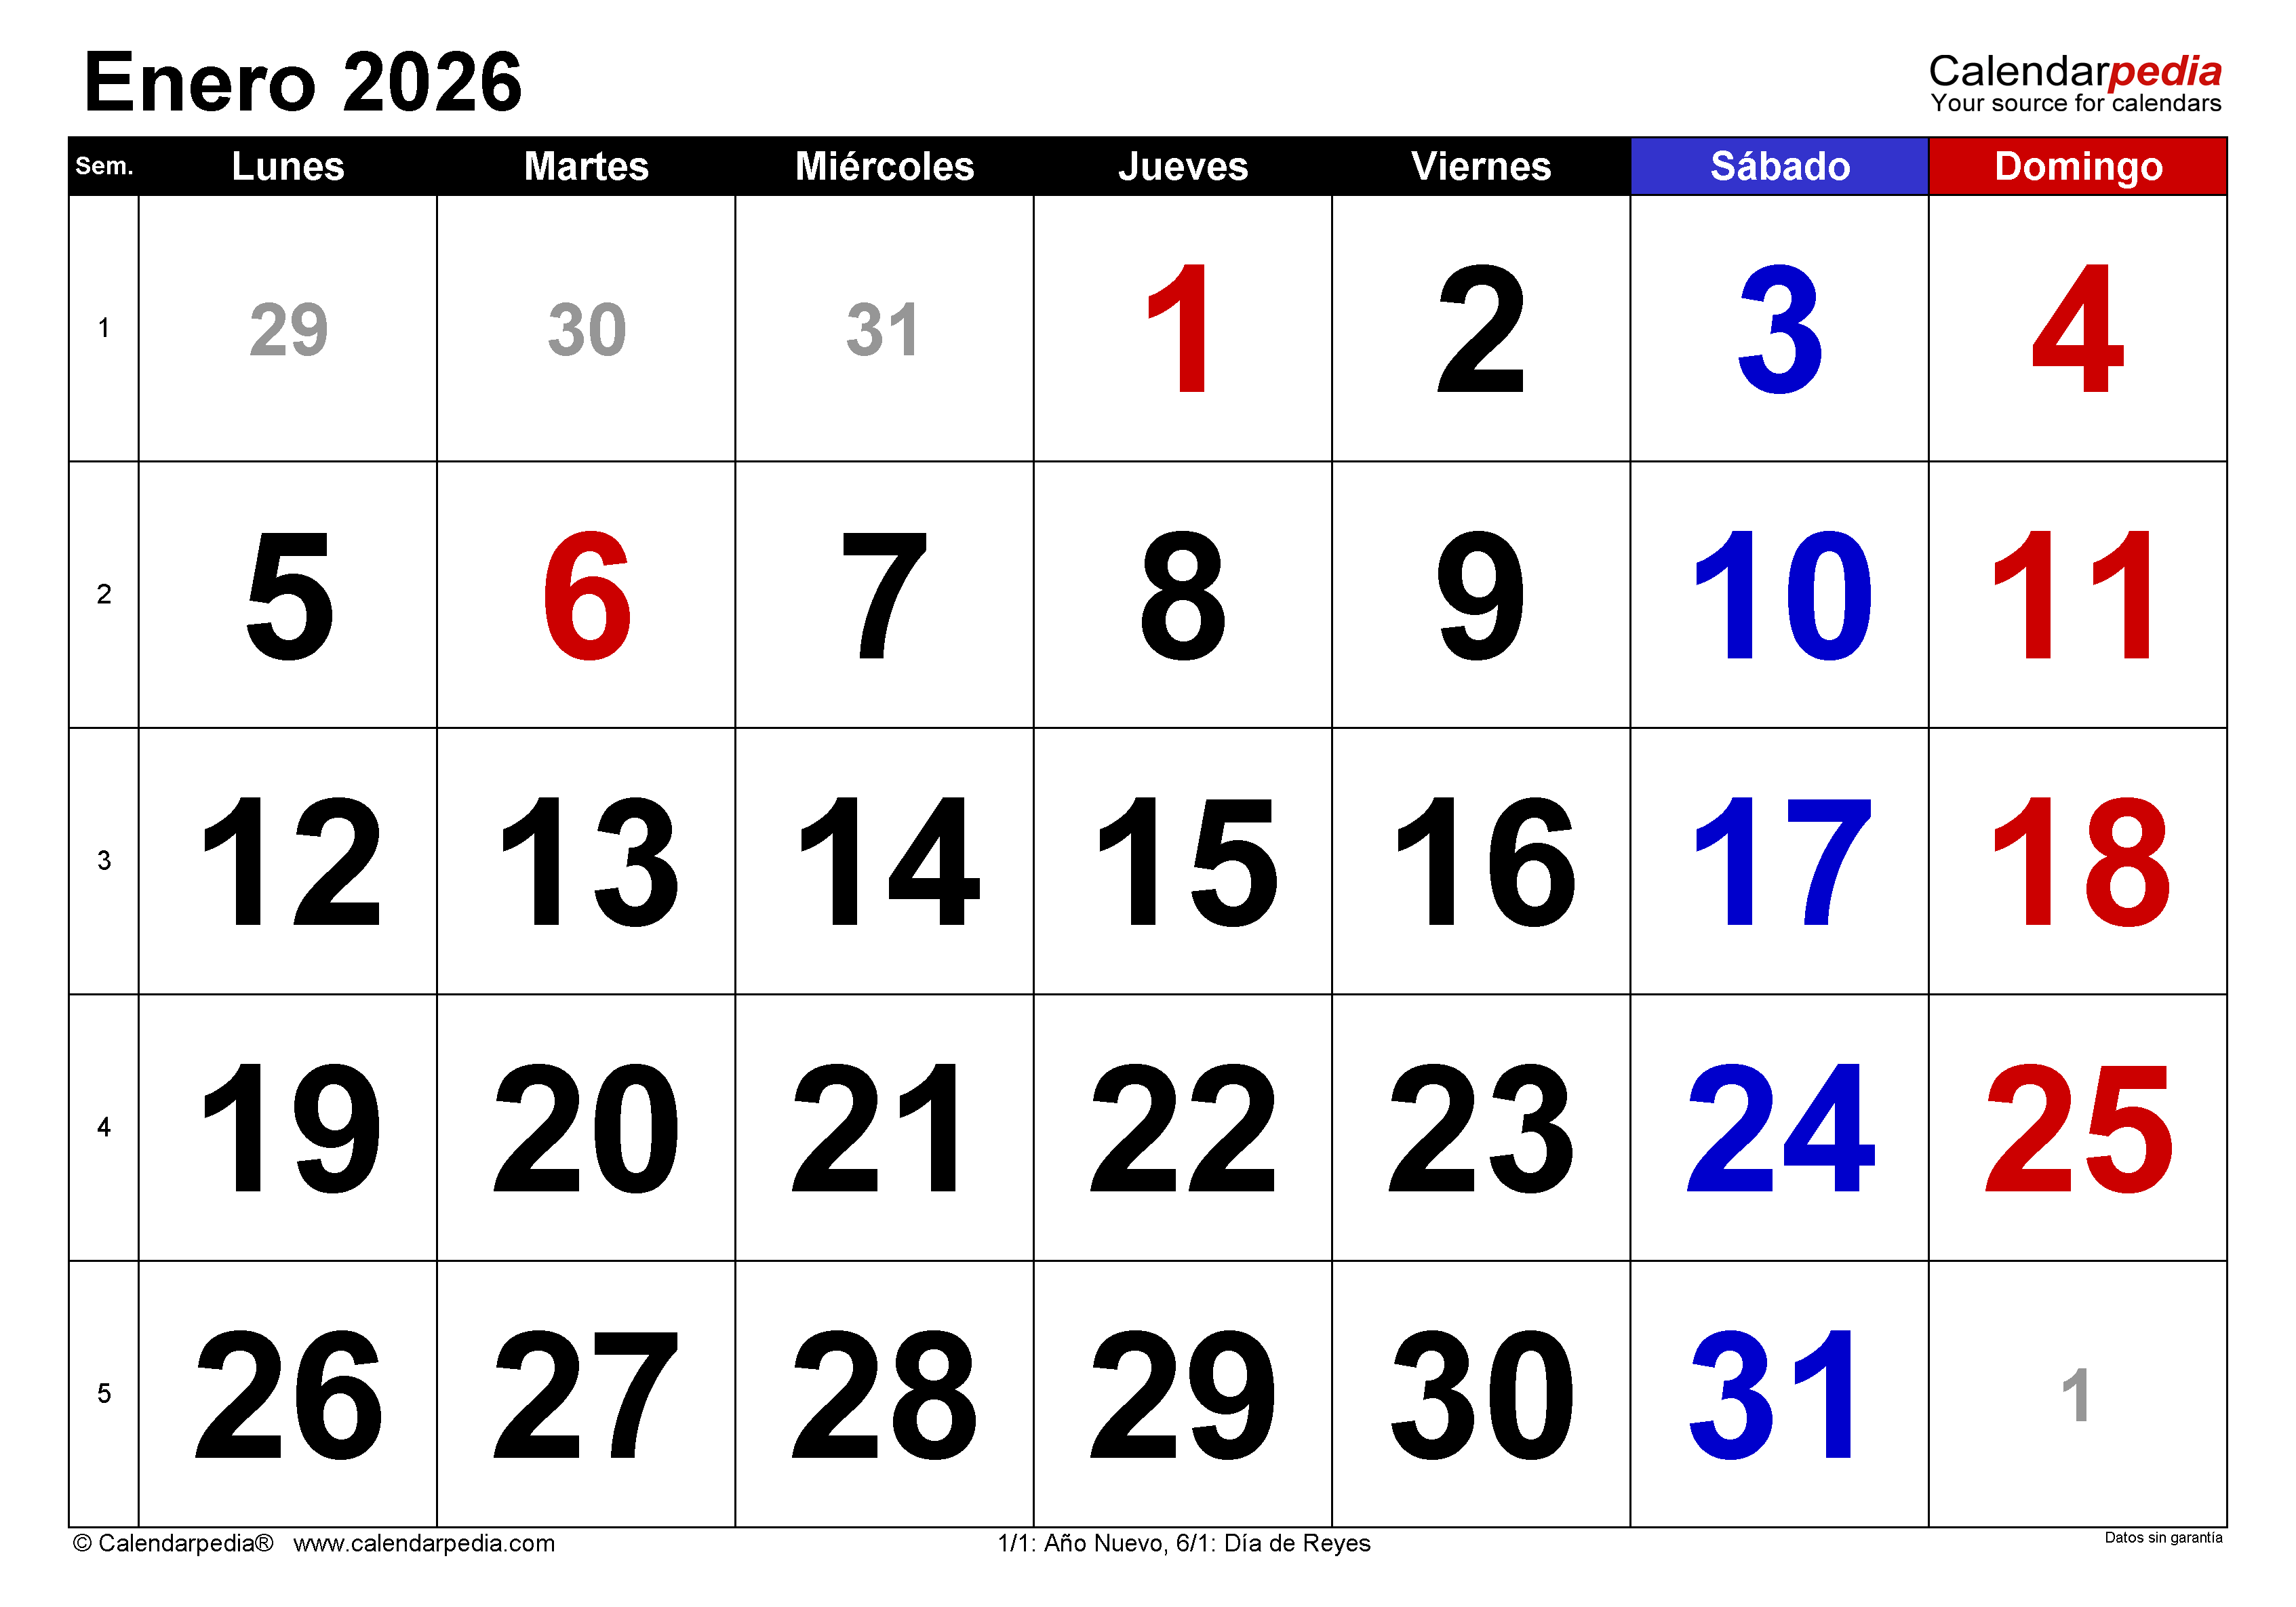 Enero 2026
Calendarpedia
Your source for calendars
Sem. Lunes Martes Miércoles Jueves Viernes Sábado Domingo
1 29 30 31 1 2 3 4
2 5 6 7 8 9 10 11
3 12 13 14 15 16 17 18
4 19 20 21 22 23 24 25
5 26 27 28 29 30 31 1
© Calendarpedia® www.calendarpedia.com 1/1: Año Nuevo, 6/1: Día de Reyes Datos sin garantía